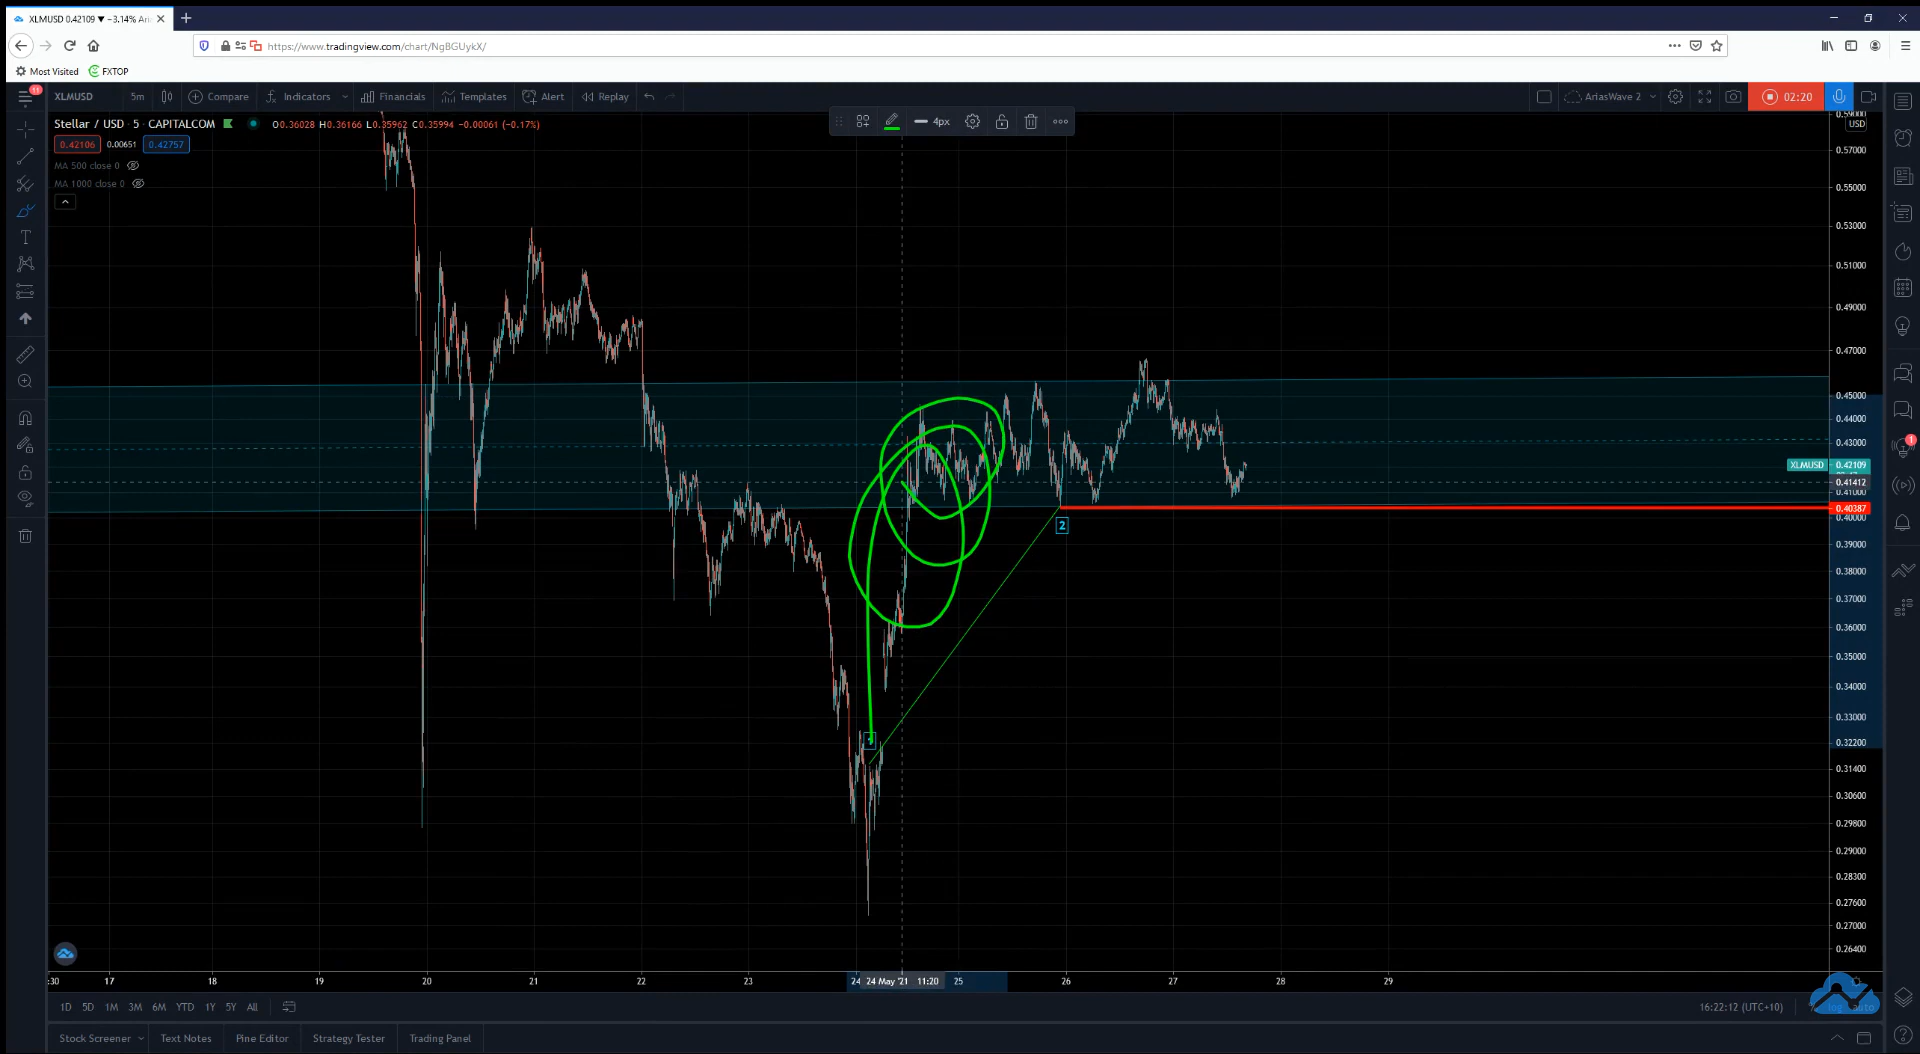 XLMUSD 0.42109 ▼ −3.14% Aria
https://www.tradingview.com/chart/NgBGUykX/
Most Visited FXTOP
11
XLMUSD 5m Compare Indicators Financials Templates Alert Replay AriasWave 2 02:20
Stellar / USD · 5 · CAPITALCOM O0.36028 H0.36166 L0.35962 C0.35994 −0.00061 (−0.17%)
4px
USD
0.42106 0.00651 0.42757
MA 500 close 0
MA 1000 close 0
0.59000
0.57000
0.55000
0.53000
0.51000
0.49000
0.47000
0.45000
0.44000
0.43000
1
XLMUSD 0.42109
0.41412
0.41000
0.40387
0.40000
2
0.39000
0.38000
0.37000
0.36000
0.35000
0.34000
0.33000
0.32200
0.31400
0.30600
0.29800
0.29000
0.28300
0.27600
0.27000
0.26400
:30 17 18 19 20 21 22 23 24 24 May '21 11:20 25 26 27 28 29
1D 5D 1M 3M 6M YTD 1Y 5Y All 16:22:12 (UTC+10) log auto
Stock Screener Text Notes Pine Editor Strategy Tester Trading Panel